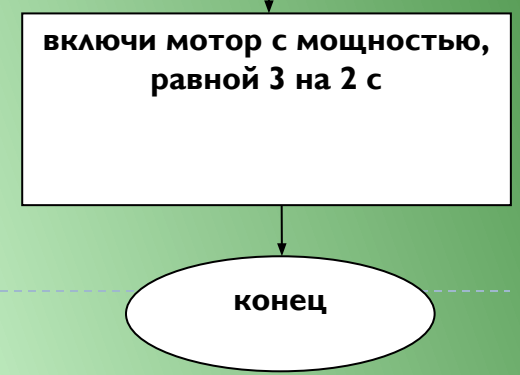 включи мотор с мощностью,
равной 3 на 2 с
конец